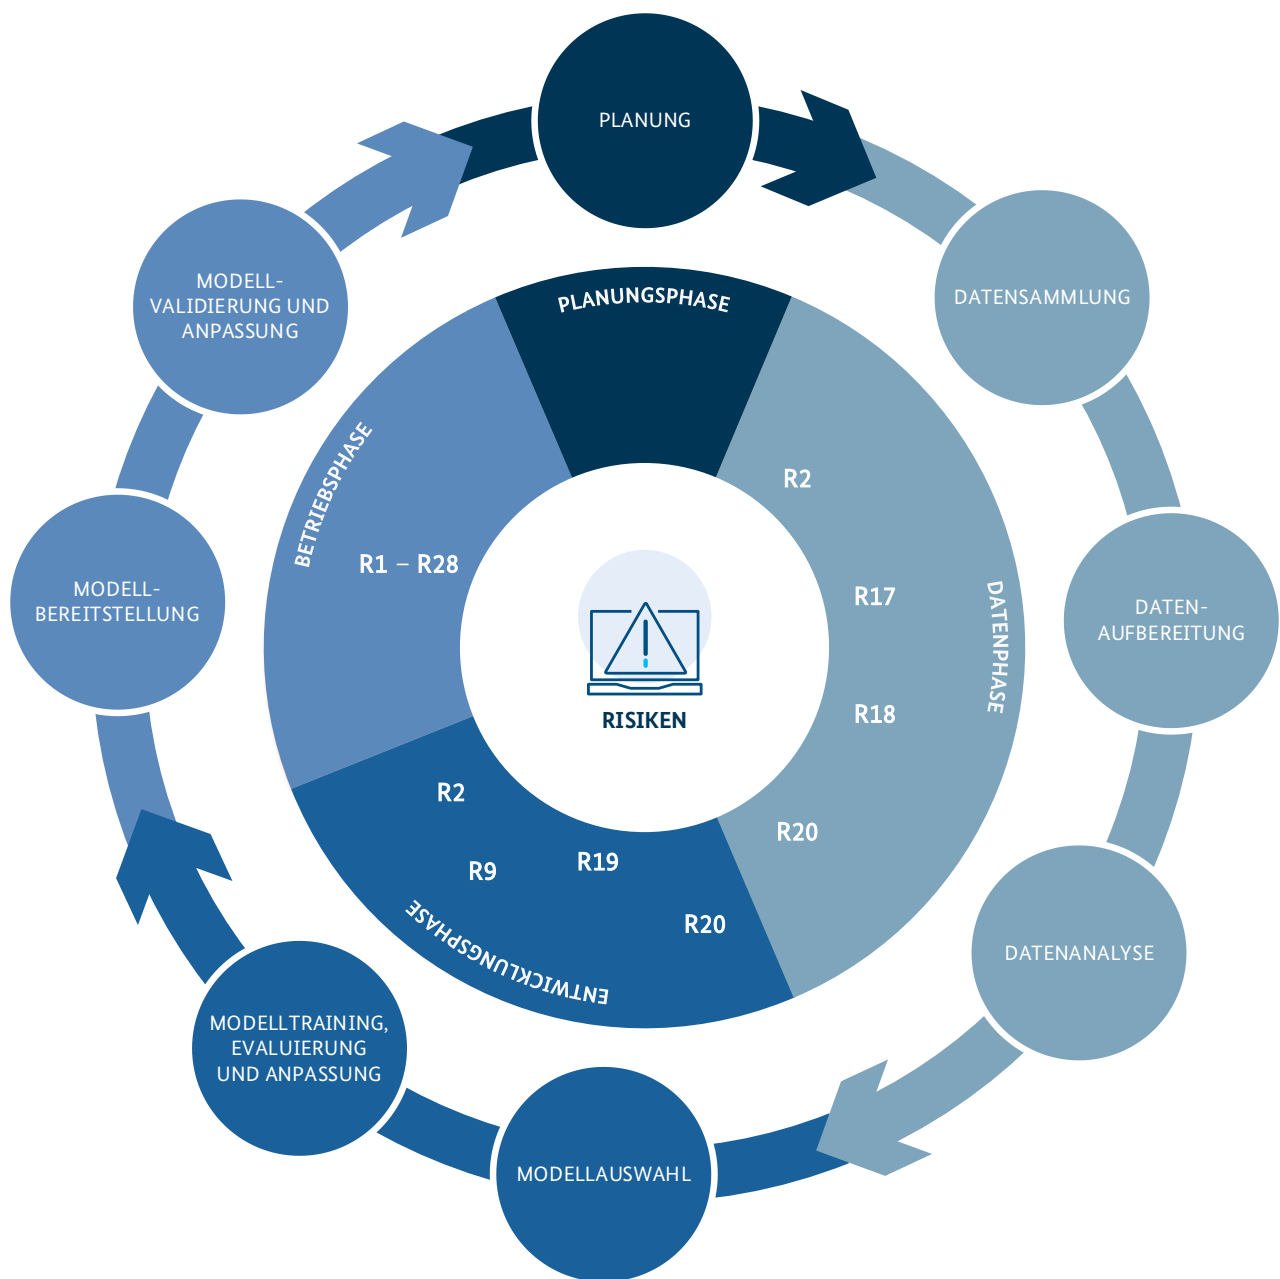 PLANUNG
DATENSAMMLUNG
DATEN-
AUFBEREITUNG
DATENANALYSE
MODELLAUSWAHL
MODELLTRAINING,
EVALUIERUNG
UND ANPASSUNG
MODELL-
BEREITSTELLUNG
MODELL-
VALIDIERUNG UND
ANPASSUNG
PLANUNGSPHASE
DATENPHASE
R2
R17
R18
R20
ENTWICKLUNGSPHASE
R2
R9
R19
R20
BETRIEBSPHASE
R1 – R28
RISIKEN